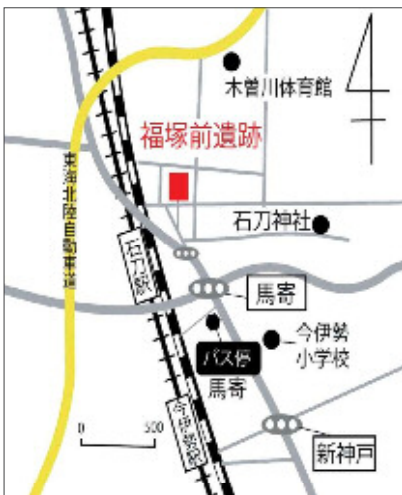 木曽川体育館
福塚前遺跡
東海北陸自動車道
石刀神社
石刀駅
馬寄
今伊勢
小学校
バス停
馬寄
今伊勢駅
0 500
新神戸